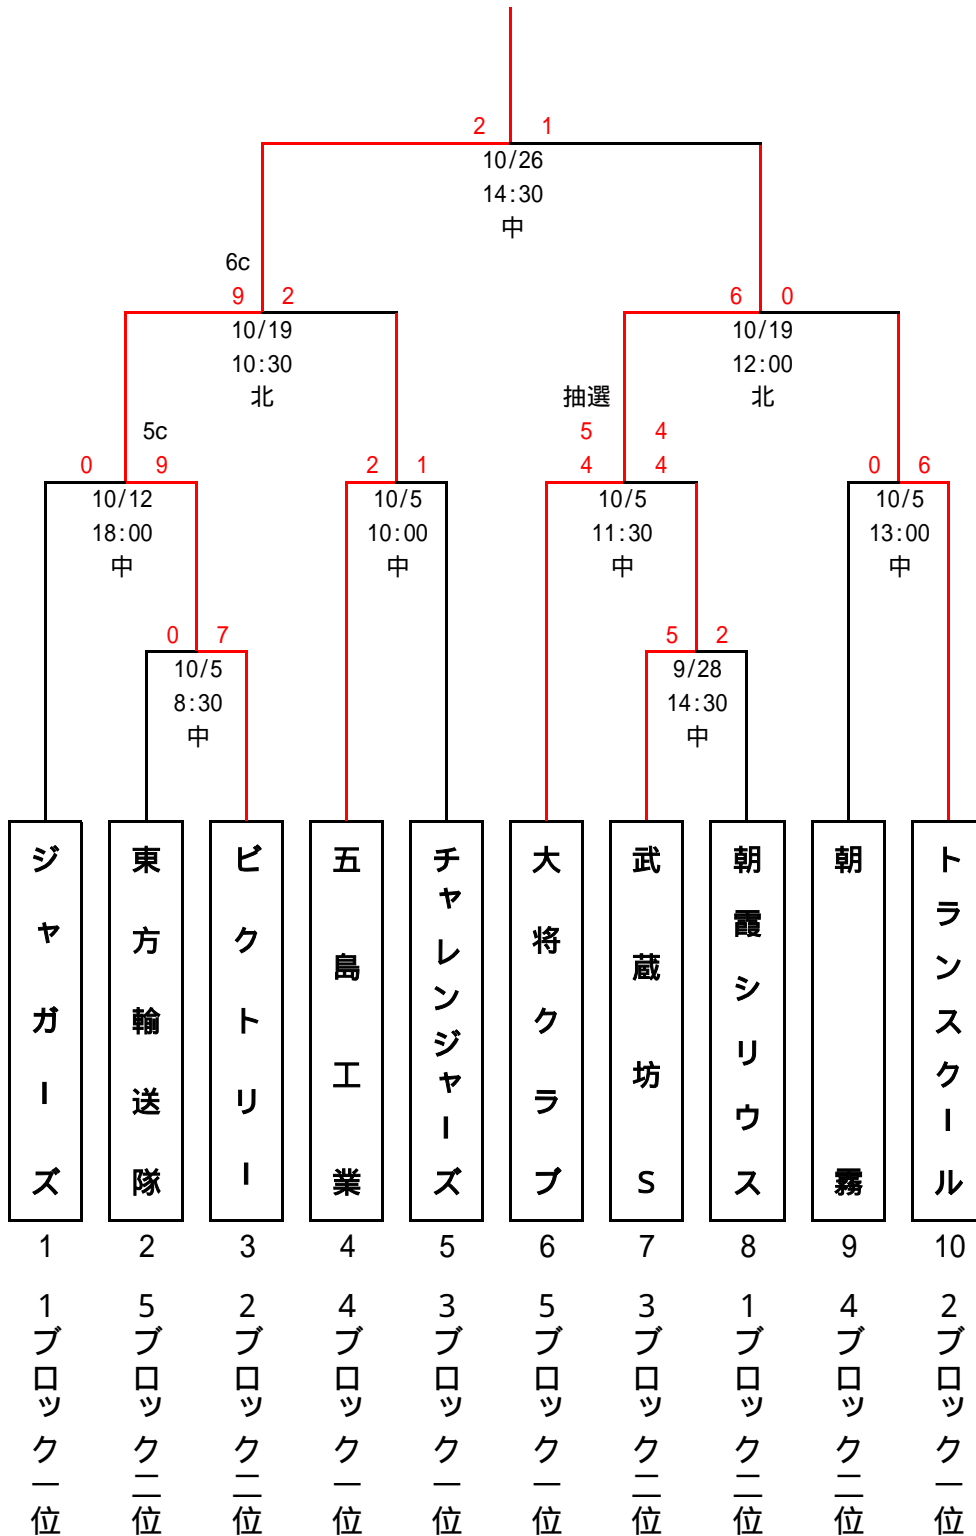 2 1
10/26
14:30
中
6c
9 2
10/19
10:30
北
6 0
10/19
12:00
北
5c
0 9
10/12
18:00
中
2 1
10/5
10:00
中
抽選
5 4
4 4
10/5
11:30
中
0 6
10/5
13:00
中
0 7
10/5
8:30
中
5 2
9/28
14:30
中
ジャガーズ
東方輸送隊
ビクトリー
五島工業
チャレンジャーズ
大将クラブ
武蔵坊S
朝霞シリウス
朝霧
トランスクール
1 2 3 4 5 6 7 8 9 10
1ブロック一位
5ブロック二位
2ブロック二位
4ブロック一位
3ブロック一位
5ブロック一位
3ブロック二位
1ブロック二位
4ブロック二位
2ブロック一位